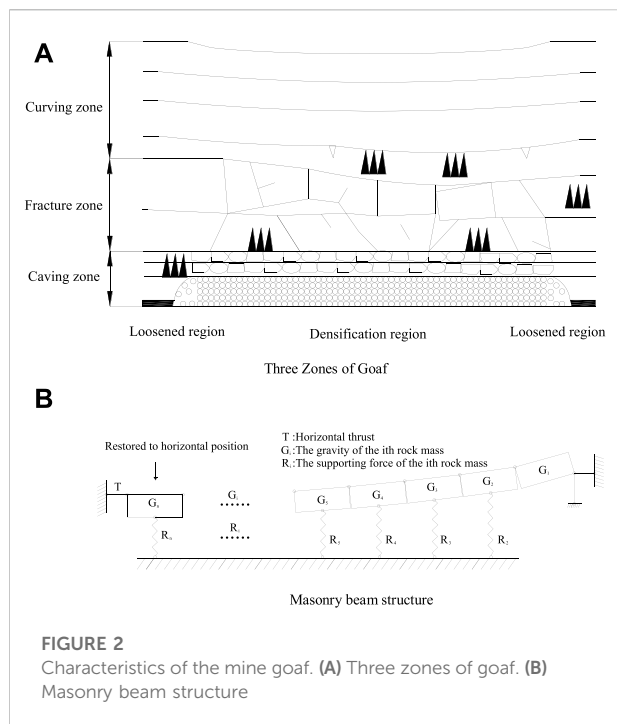 A
Curving zone
Fracture zone
Caving zone
Loosened region Densification region Loosened region
Three Zones of Goaf
B
Restored to horizontal position
T :Horizontal thrust
Gᵢ:The gravity of the ith rock mass
Rᵢ:The supporting force of the ith rock mass
T
Gₙ Gᵢ G₅ G₄ G₃ G₂ G₁
Rₙ Rᵢ R₅ R₄ R₃ R₂
Masonry beam structure
FIGURE 2
Characteristics of the mine goaf. (A) Three zones of goaf. (B)
Masonry beam structure